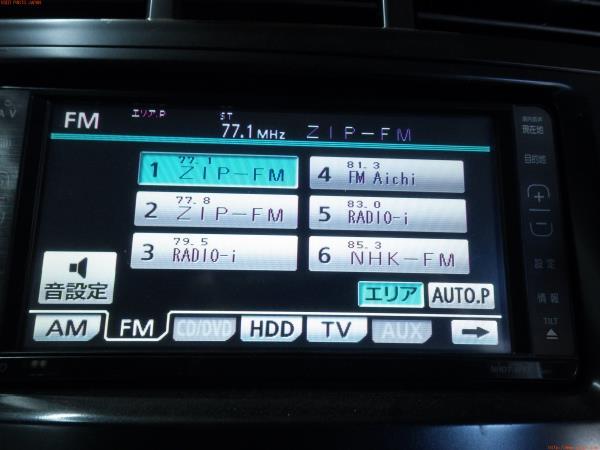 FM エリア.P ST 77.1MHz ZIP-FM
1 77.1 ZIP-FM
4 81.3 FM Aichi
2 77.8 ZIP-FM
5 83.0 RADIO-i
3 79.5 RADIO-i
6 85.3 NHK-FM
音設定
エリア AUTO.P
AM FM CD/DVD HDD TV AUX
現在地
目的地
+
−
設定
情報
TILT